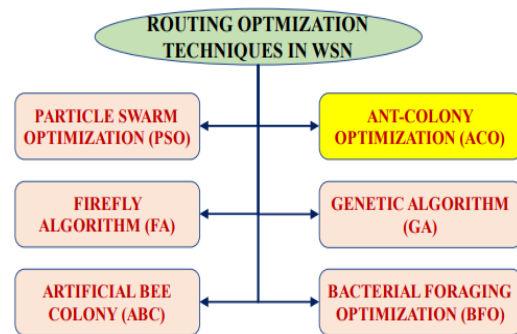 ROUTING OPTMIZATION
TECHNIQUES IN WSN
PARTICLE SWARM
OPTIMIZATION (PSO)
ANT-COLONY
OPTIMIZATION (ACO)
FIREFLY
ALGORITHM (FA)
GENETIC ALGORITHM
(GA)
ARTIFICIAL BEE
COLONY (ABC)
BACTERIAL FORAGING
OPTIMIZATION (BFO)